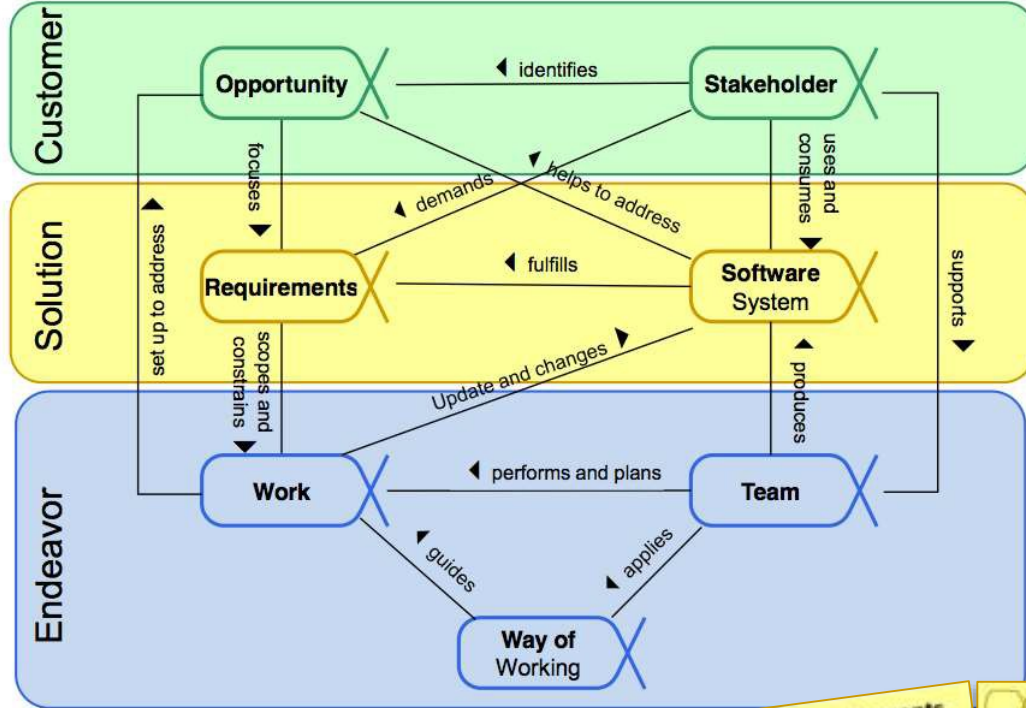 Customer
Opportunity
identifies
Stakeholder
focuses
demands
helps to address
uses and
consumes
Solution
set up to address
Requirements
fulfills
Software
System
supports
scopes and
constrains
Update and changes
produces
Endeavor
Work
performs and plans
Team
guides
applies
Way of
Working